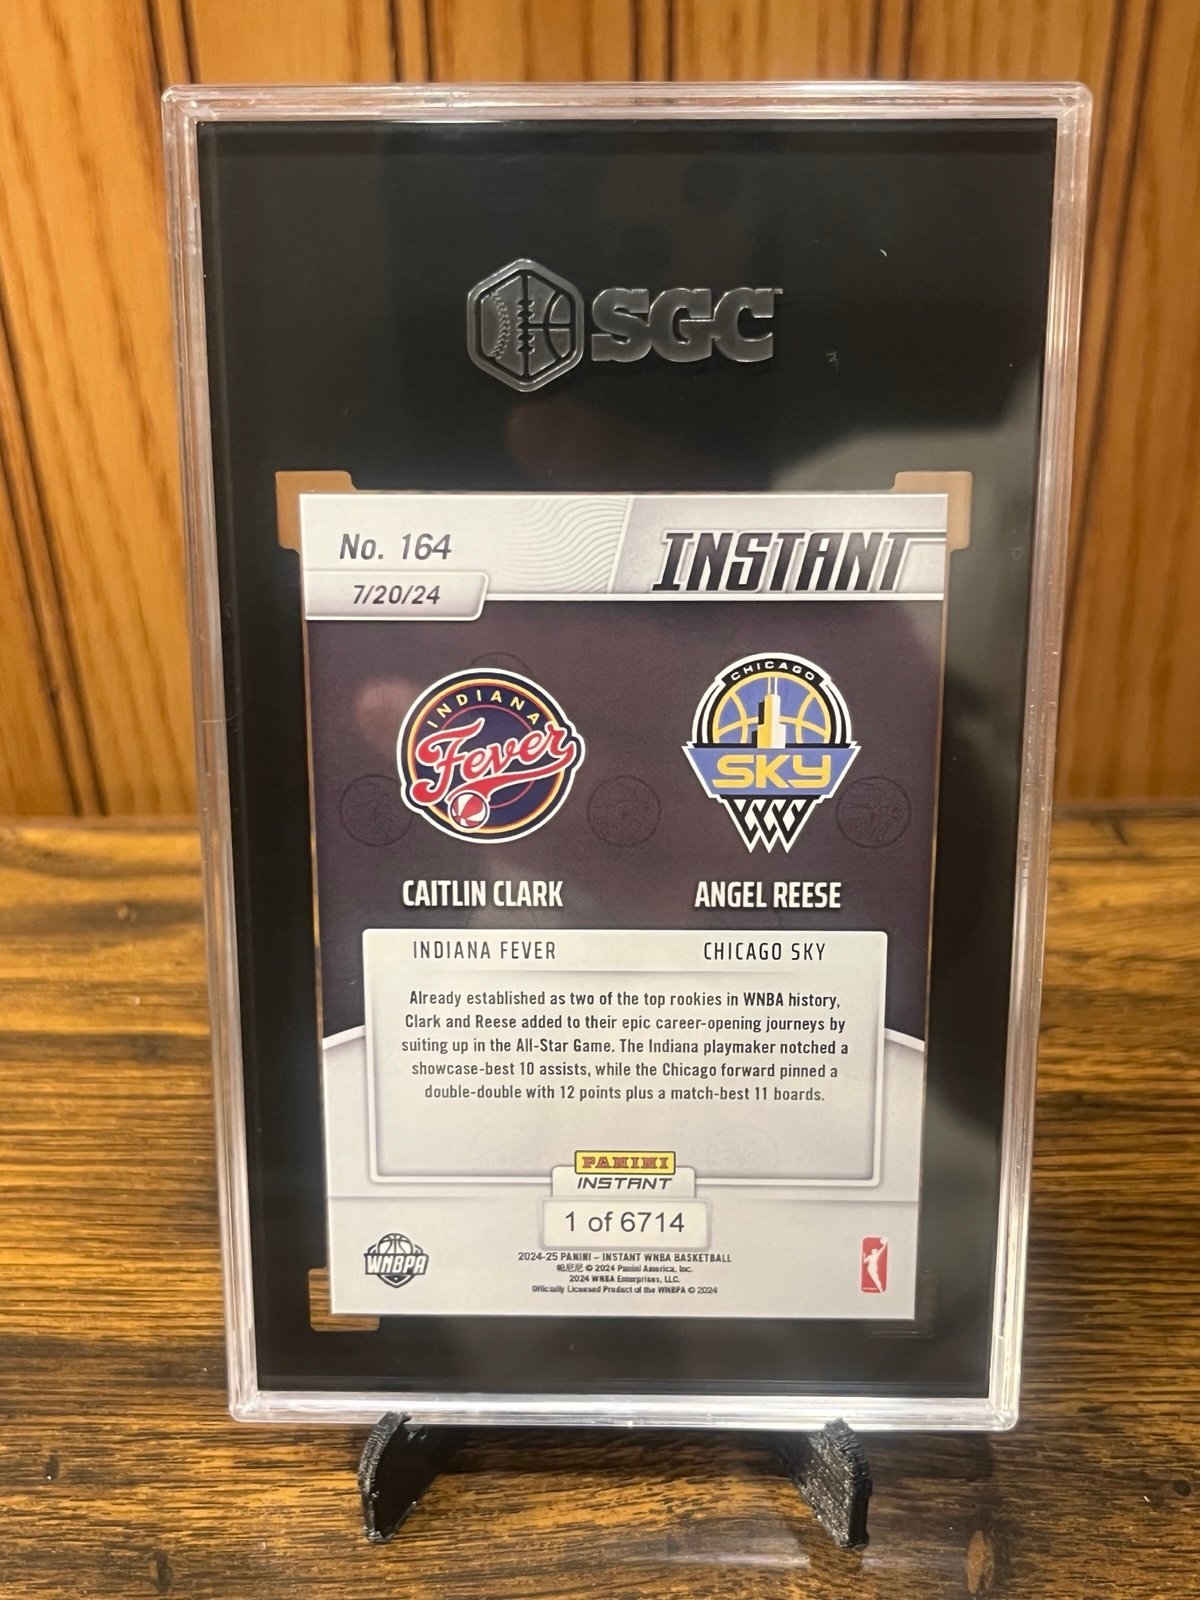 SGC
No. 164
INSTANT
7/20/24
INDIANA
Fever
CHICAGO
SKY
CAITLIN CLARK
ANGEL REESE
INDIANA FEVER
CHICAGO SKY
Already established as two of the top rookies in WNBA history,
Clark and Reese added to their epic career-opening journeys by
suiting up in the All-Star Game. The Indiana playmaker notched a
showcase-best 10 assists, while the Chicago forward pinned a
double-double with 12 points plus a match-best 11 boards.
PANINI
INSTANT
1 of 6714
WNBPA
2024-25 PANINI – INSTANT WNBA BASKETBALL
帕尼尼 © 2024 Panini America, Inc.
2024 WNBA Enterprises, LLC.
Officially Licensed Product of the WNBPA © 2024